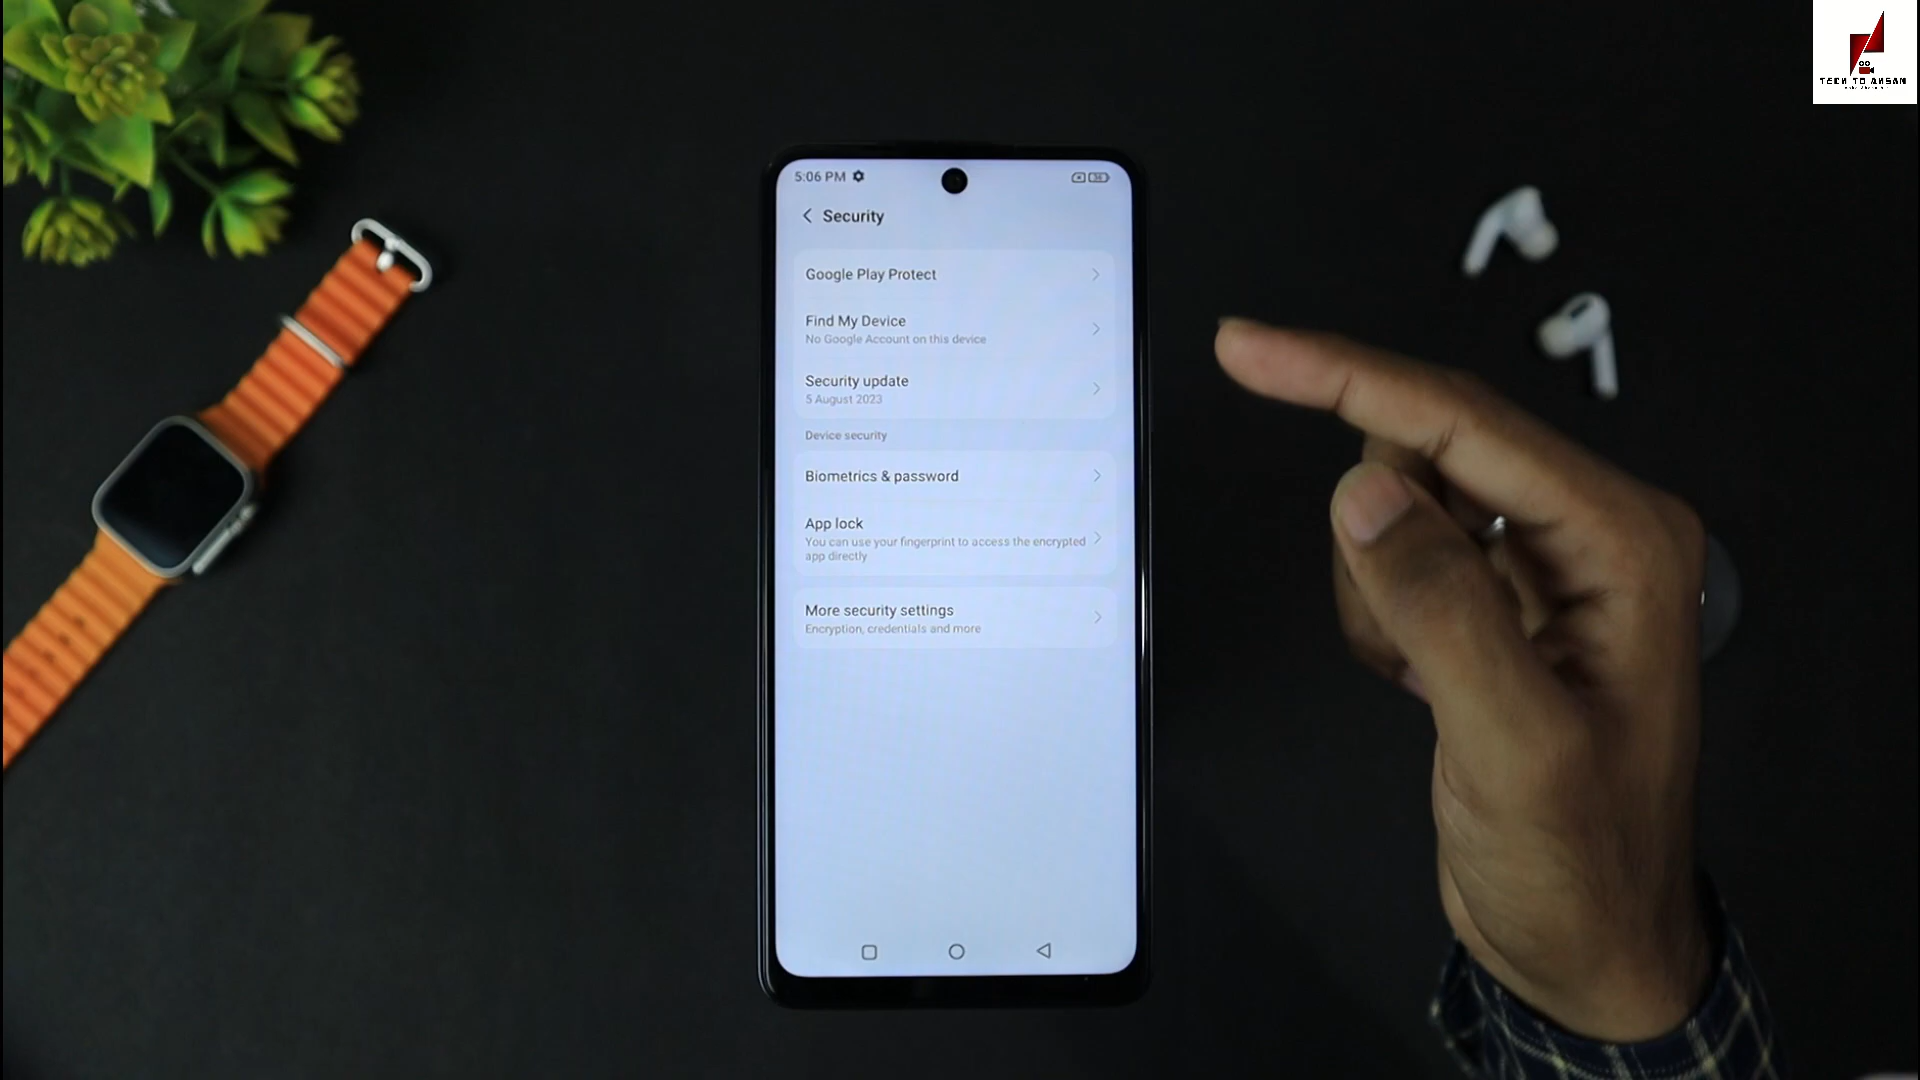 TECH TO AHSAN
5:06 PM
Security
Google Play Protect
Find My Device
No Google Account on this device
Security update
5 August 2023
Device security
Biometrics & password
App lock
You can use your fingerprint to access the encrypted
app directly
More security settings
Encryption, credentials and more